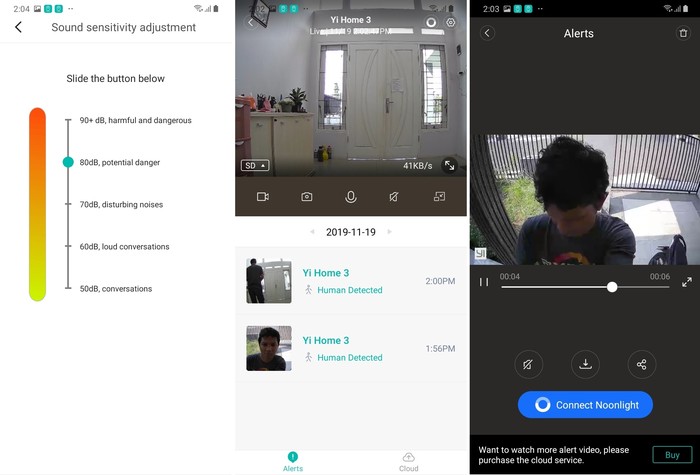 2:04
Sound sensitivity adjustment
Slide the button below
90+ dB, harmful and dangerous
80dB, potential danger
70dB, disturbing noises
60dB, loud conversations
50dB, conversations
Yi Home 3
Live
SD
41KB/s
2019-11-19
Yi Home 3
Human Detected
2:00PM
Yi Home 3
Human Detected
1:56PM
Alerts
Cloud
2:03
Alerts
yi
00:04
00:06
Connect Noonlight
Want to watch more alert video, please
purchase the cloud service.
Buy